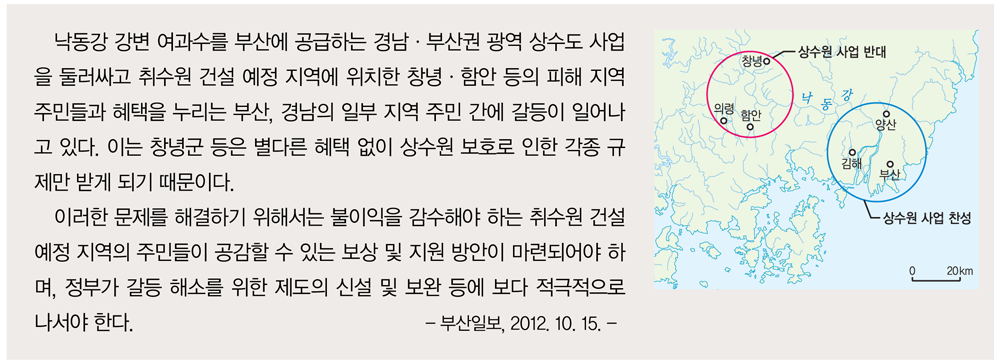 낙동강 강변 여과수를 부산에 공급하는 경남 · 부산권 광역 상수도 사업
을 둘러싸고 취수원 건설 예정 지역에 위치한 창녕 · 함안 등의 피해 지역
주민들과 혜택을 누리는 부산, 경남의 일부 지역 주민 간에 갈등이 일어나
고 있다. 이는 창녕군 등은 별다른 혜택 없이 상수원 보호로 인한 각종 규
제만 받게 되기 때문이다.
이러한 문제를 해결하기 위해서는 불이익을 감수해야 하는 취수원 건설
예정 지역의 주민들이 공감할 수 있는 보상 및 지원 방안이 마련되어야 하
며, 정부가 갈등 해소를 위한 제도의 신설 및 보완 등에 보다 적극적으로
나서야 한다.
– 부산일보, 2012. 10. 15. –
상수원 사업 반대
창녕
낙동강
의령
함안
양산
김해
부산
상수원 사업 찬성
0 20km